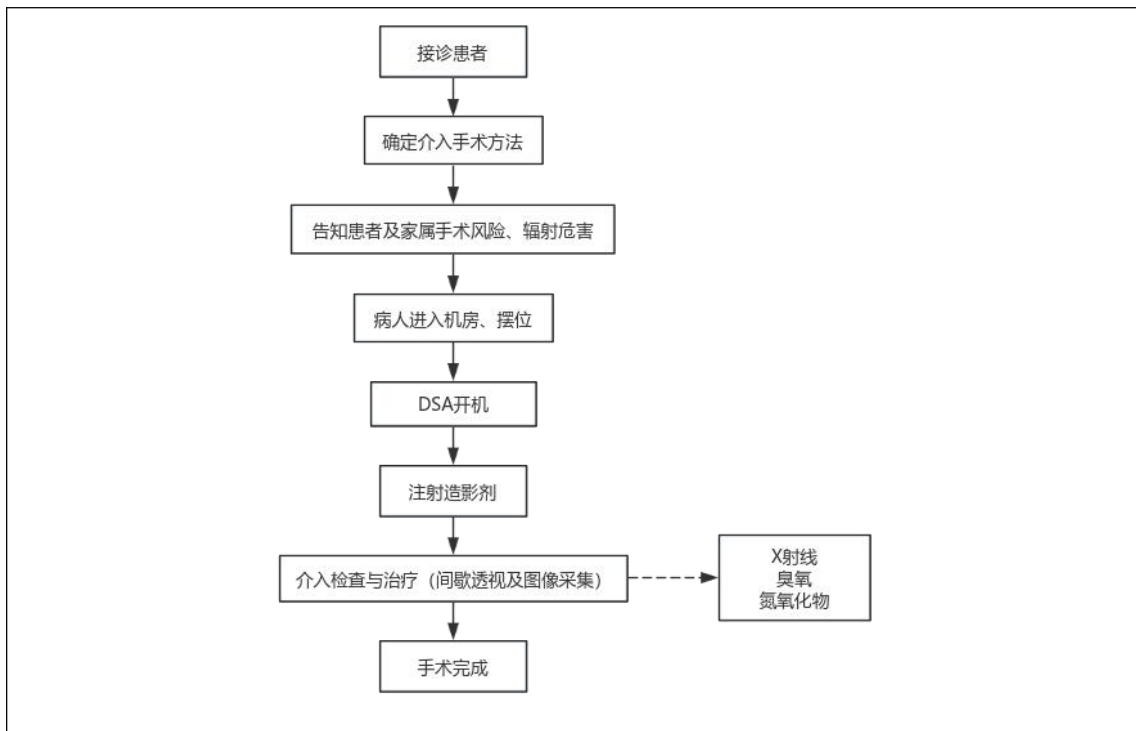 接诊患者
确定介入手术方法
告知患者及家属手术风险、辐射危害
病人进入机房、摆位
DSA开机
注射造影剂
介入检查与治疗（间歇透视及图像采集）
X射线
臭氧
氮氧化物
手术完成